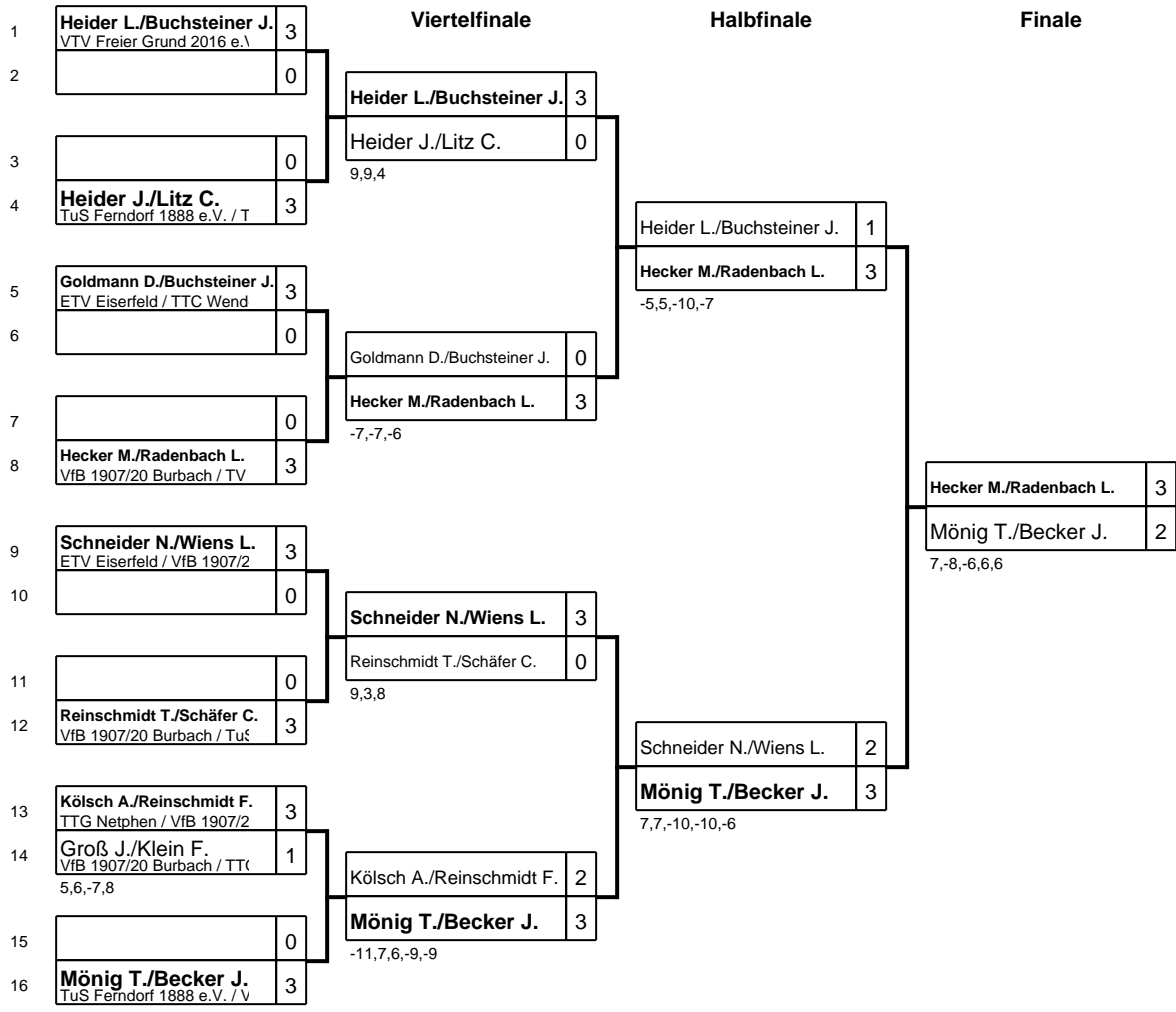 Viertelfinale
Halbfinale
Finale
1
Heider L./Buchsteiner J.
3
VTV Freier Grund 2016 e.V
2
0
3
0
4
Heider J./Litz C.
3
TuS Ferndorf 1888 e.V. / T
5
Goldmann D./Buchsteiner J.
3
ETV Eiserfeld / TTC Wend
6
0
7
0
8
Hecker M./Radenbach L.
3
VfB 1907/20 Burbach / TV
9
Schneider N./Wiens L.
3
ETV Eiserfeld / VfB 1907/2
10
0
11
0
12
Reinschmidt T./Schäfer C.
3
VfB 1907/20 Burbach / TuS
13
Kölsch A./Reinschmidt F.
3
TTG Netphen / VfB 1907/2
14
Groß J./Klein F.
1
VfB 1907/20 Burbach / TTC
5,6,-7,8
15
0
16
Mönig T./Becker J.
3
TuS Ferndorf 1888 e.V. / V
Heider L./Buchsteiner J.
3
Heider J./Litz C.
0
9,9,4
Goldmann D./Buchsteiner J.
0
Hecker M./Radenbach L.
3
-7,-7,-6
Schneider N./Wiens L.
3
Reinschmidt T./Schäfer C.
0
9,3,8
Kölsch A./Reinschmidt F.
2
Mönig T./Becker J.
3
-11,7,6,-9,-9
Heider L./Buchsteiner J.
1
Hecker M./Radenbach L.
3
-5,5,-10,-7
Schneider N./Wiens L.
2
Mönig T./Becker J.
3
7,7,-10,-10,-6
Hecker M./Radenbach L.
3
Mönig T./Becker J.
2
7,-8,-6,6,6